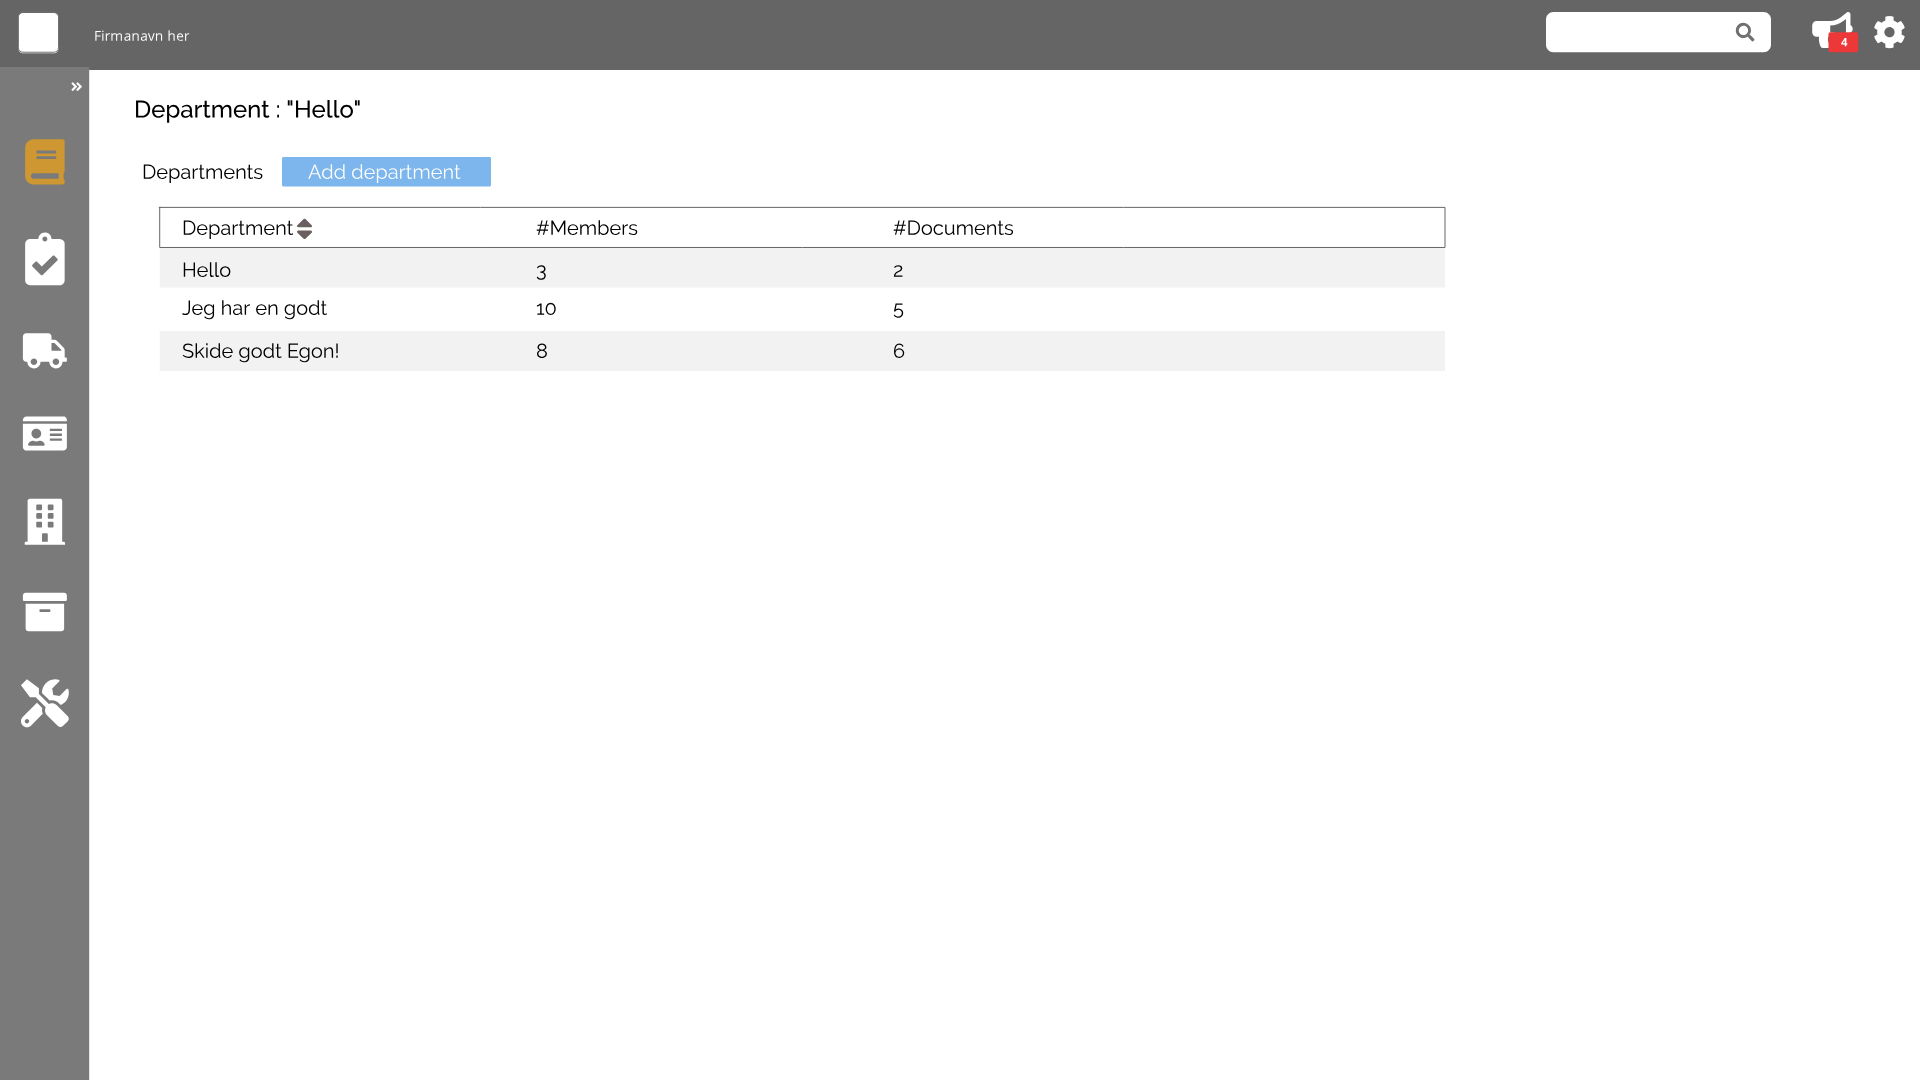 Firmanavn her
4
»
Department : "Hello"
Departments Add department
Department #Members #Documents
Hello 3 2
Jeg har en godt 10 5
Skide godt Egon! 8 6